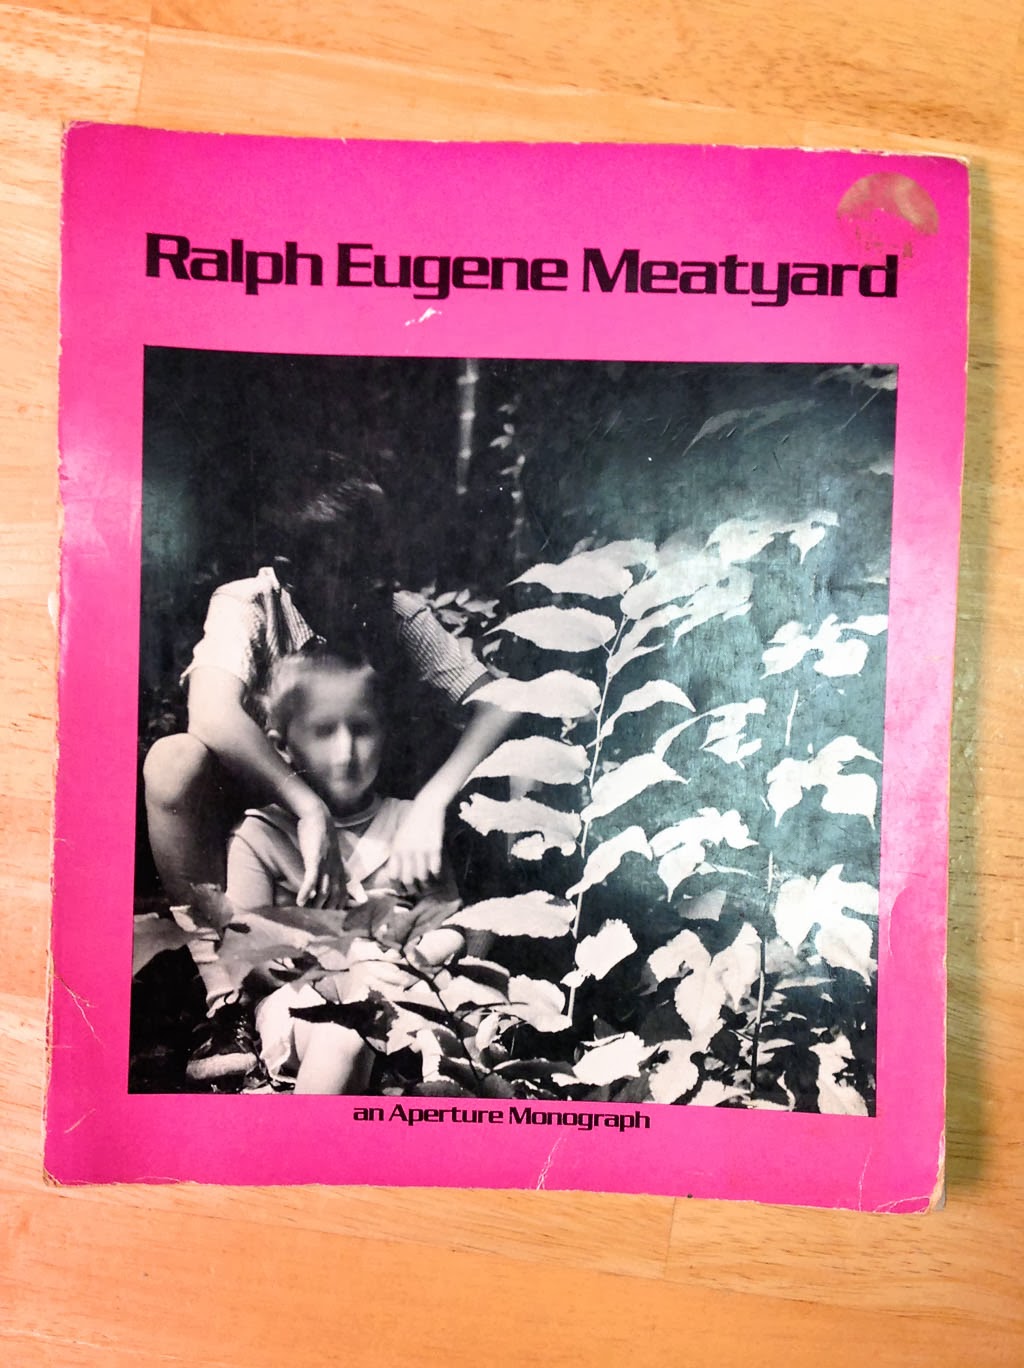 Ralph Eugene Meatyard
an Aperture Monograph